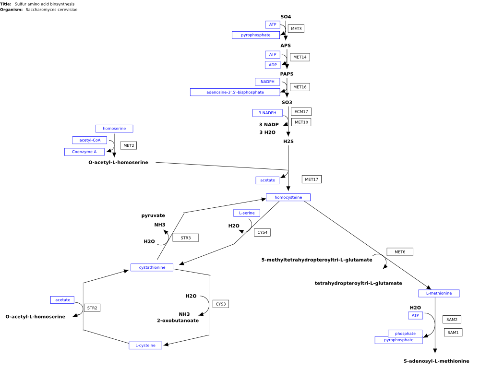 Title: Sulfur amino acid biosynthesis
Organism: Saccharomyces cerevisiae
SO4
ATP
MET3
pyrophosphate
APS
ATP
MET14
ADP
PAPS
NADPH
MET16
adenosine-3',5'-bisphosphate
SO3
3 NADPH
ECM17
3 NADP
MET10
3 H2O
H2S
homoserine
acetyl-CoA
MET2
Coenzyme A
O-acetyl-L-homoserine
acetate
MET17
homocysteine
pyruvate
NH3
H2O
STR3
L-serine
H2O
CYS4
MET6
5-methyltetrahydropteroyltri-L-glutamate
tetrahydropteroyltri-L-glutamate
cystathionine
L-methionine
acetate
STR2
O-acetyl-L-homoserine
H2O
CYS3
NH3
2-oxobutanoate
L-cysteine
H2O
ATP
SAM2
phosphate
SAM1
pyrophosphate
S-adenosyl-L-methionine